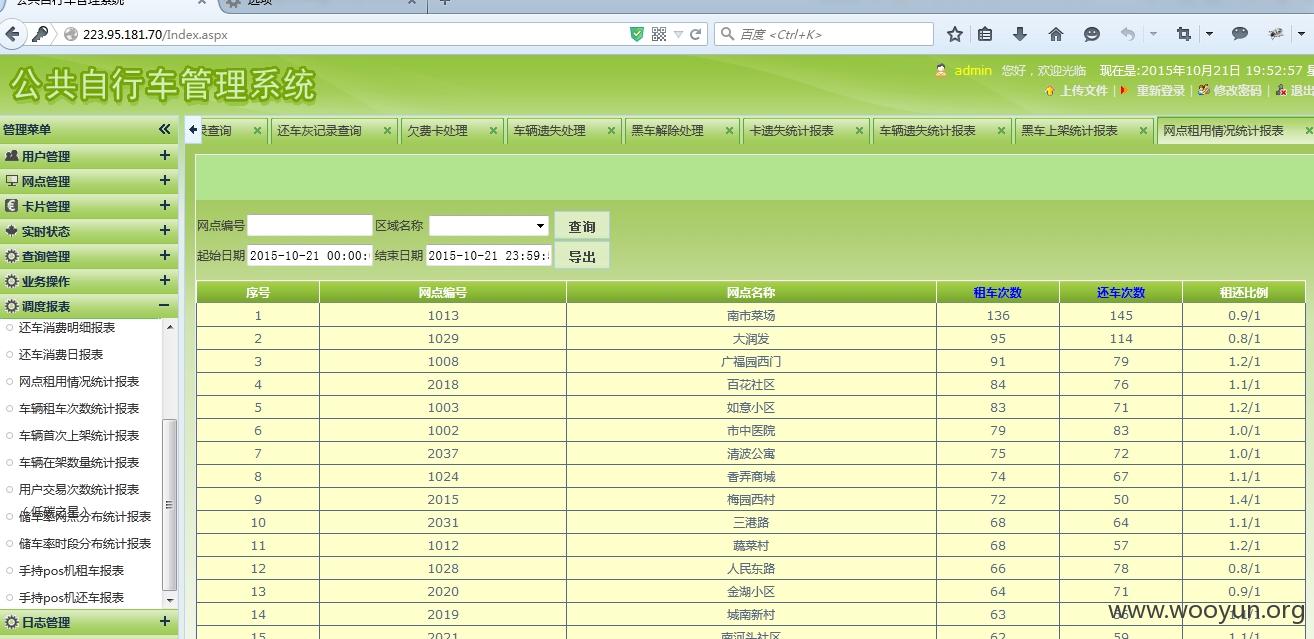 公共自行车管理系统
选项
223.95.181.70/Index.aspx
百度 <Ctrl+K>
公共自行车管理系统
admin 您好，欢迎光临 现在是:2015年10月21日 19:52:57
上传文件 | 重新登录 | 修改密码 | 退出
管理菜单
查询 还车灰记录查询 欠费卡处理 车辆遗失处理 黑车解除处理 卡遗失统计报表 车辆遗失统计报表 黑车上架统计报表 网点租用情况统计报表
用户管理
网点管理
卡片管理
实时状态
查询管理
业务操作
调度报表
还车消费明细报表
还车消费日报表
网点租用情况统计报表
车辆租车次数统计报表
车辆首次上架统计报表
车辆在架数量统计报表
用户交易次数统计报表
（低碳之星）
储车率网点分布统计报表
储车率时段分布统计报表
手持pos机租车报表
手持pos机还车报表
日志管理
网点编号 区域名称 查询
起始日期 2015-10-21 00:00: 结束日期 2015-10-21 23:59: 导出
序号 网点编号 网点名称 租车次数 还车次数 租还比例
1 1013 南市菜场 136 145 0.9/1
2 1029 大润发 95 114 0.8/1
3 1008 广福园西门 91 79 1.2/1
4 2018 百花社区 84 76 1.1/1
5 1003 如意小区 83 71 1.2/1
6 1002 市中医院 79 83 1.0/1
7 2037 清波公寓 75 72 1.0/1
8 1024 香弄商城 74 67 1.1/1
9 2015 梅园西村 72 50 1.4/1
10 2031 三港路 68 64 1.1/1
11 1012 蔬菜村 68 57 1.2/1
12 1028 人民东路 66 78 0.8/1
13 2020 金湖小区 64 71 0.9/1
14 2019 城南新村 63
15 2021 南河头社区 62 59 1.1/1
www.wooyun.org